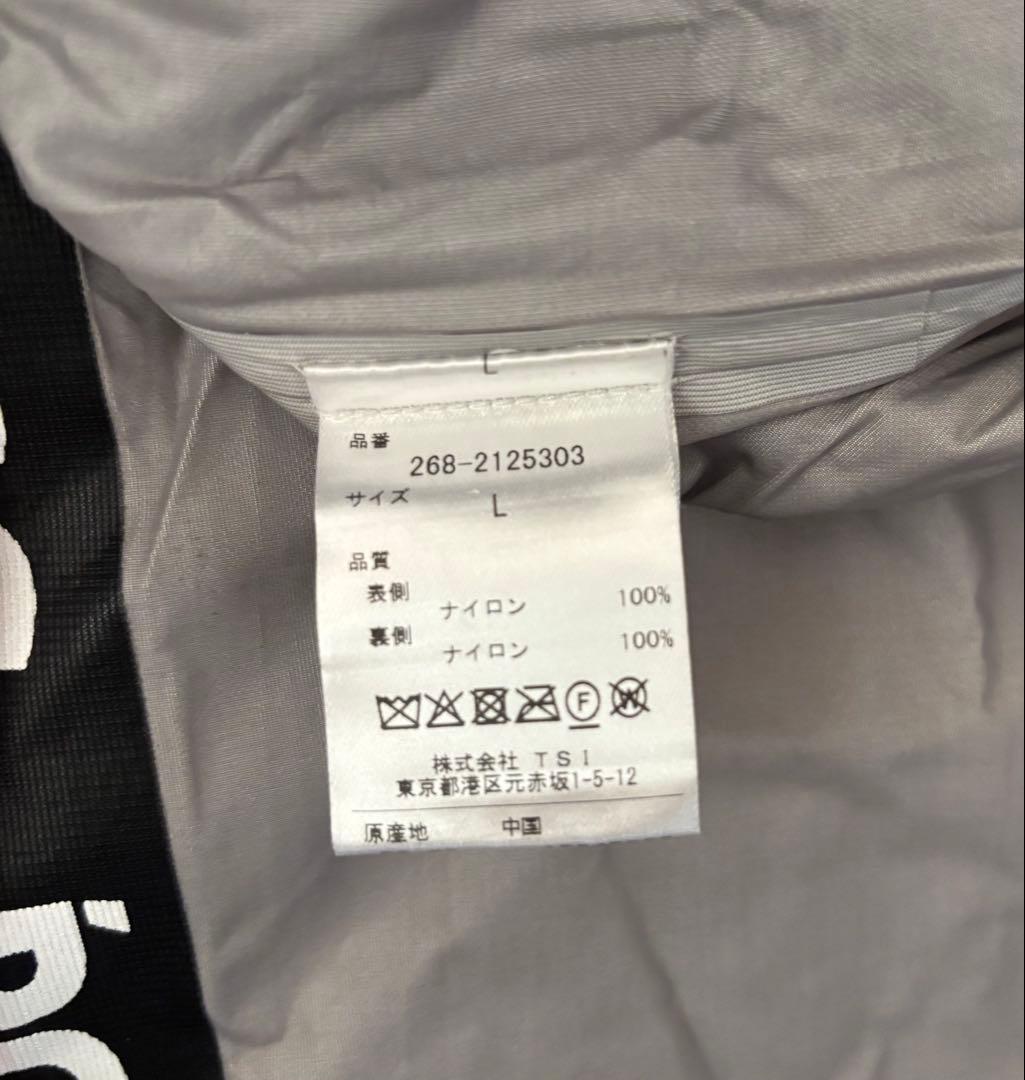 L
品番
268-2125303
サイズ
L
品質
表側 ナイロン 100%
裏側 ナイロン 100%
F W
株式会社 TSI
東京都港区元赤坂1-5-12
原産地 中国